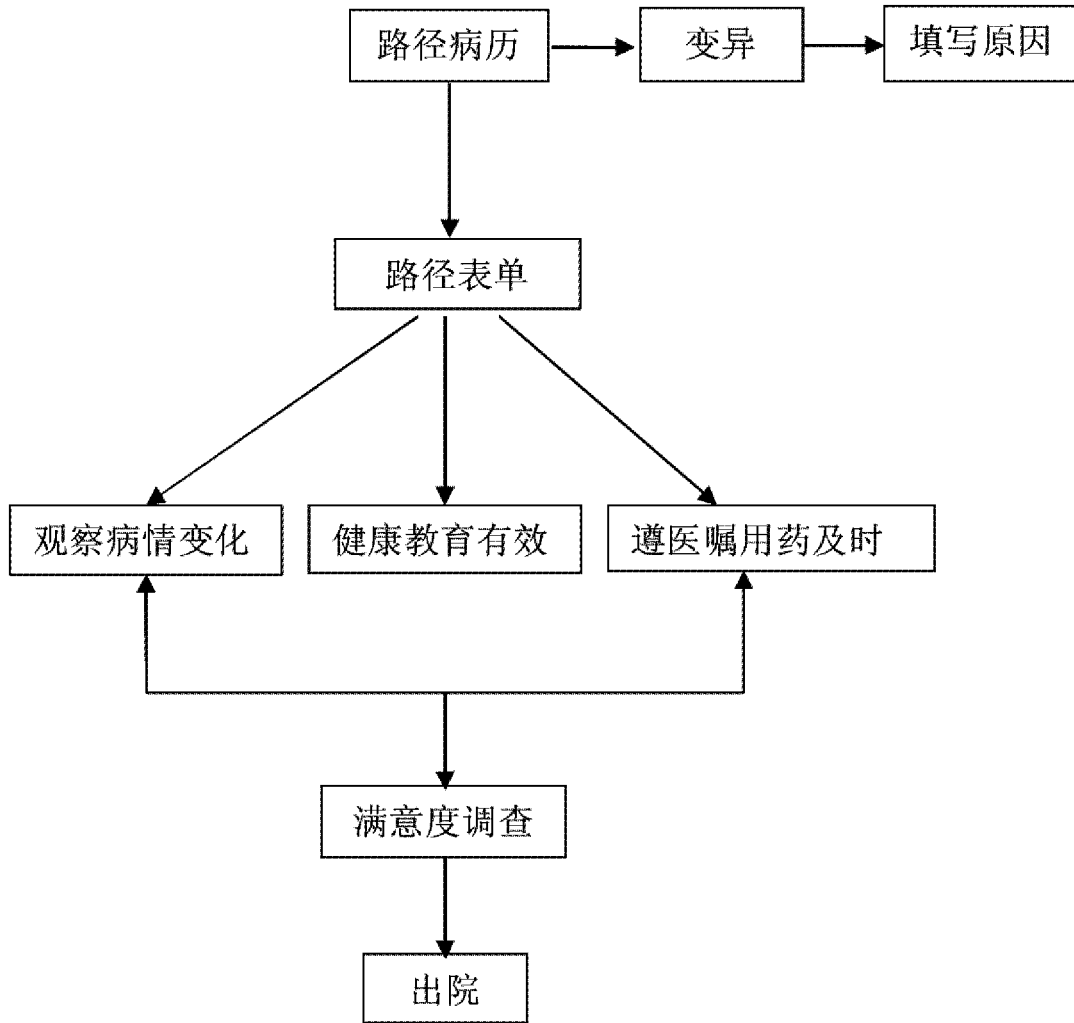 路径病历
变异
填写原因
路径表单
观察病情变化
健康教育有效
遵医嘱用药及时
满意度调查
出院